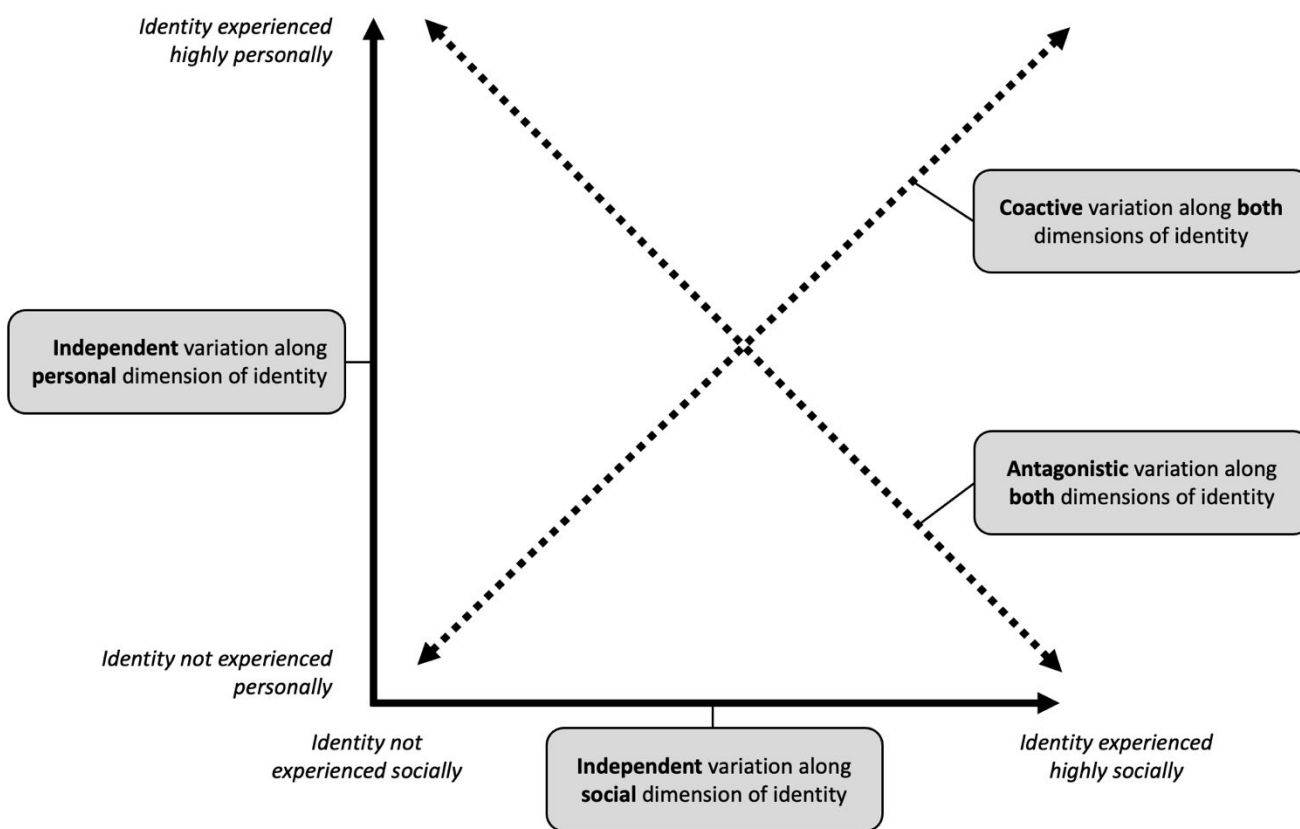 Identity experienced
highly personally
Coactive variation along both
dimensions of identity
Independent variation along
personal dimension of identity
Antagonistic variation along
both dimensions of identity
Identity not experienced
personally
Identity not
experienced socially
Independent variation along
social dimension of identity
Identity experienced
highly socially